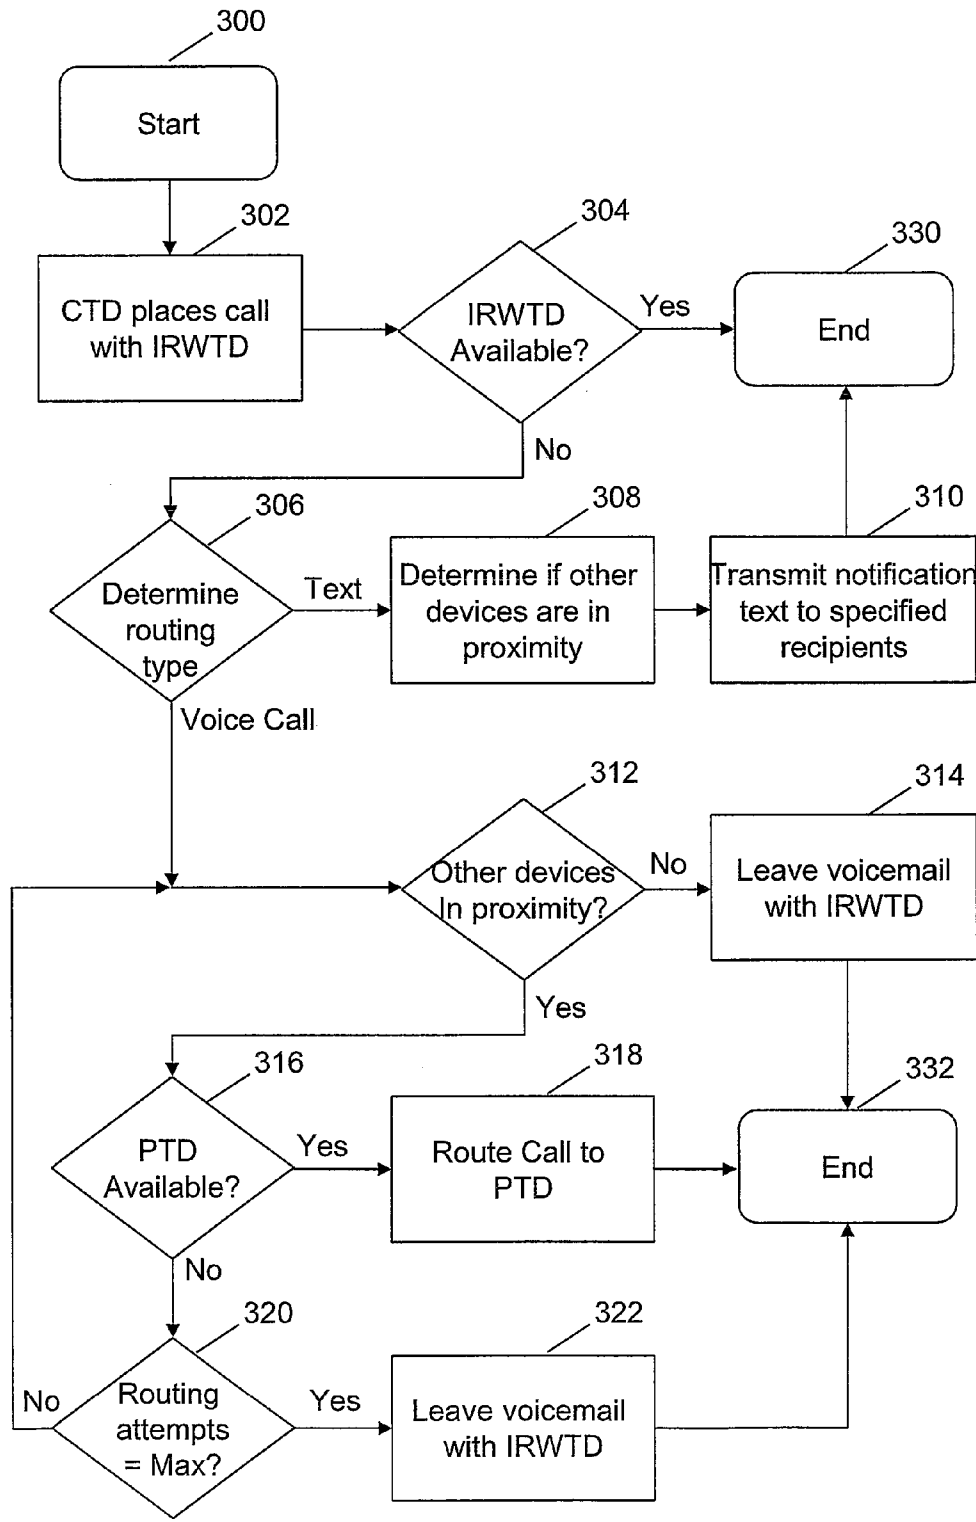 300
Start
302
CTD places call
with IRWTD
304
IRWTD
Available?
Yes
330
End
No
306
Determine
routing
type
Text
308
Determine if other
devices are in
proximity
310
Transmit notification
text to specified
recipients
Voice Call
312
Other devices
In proximity?
No
314
Leave voicemail
with IRWTD
Yes
316
PTD
Available?
Yes
318
Route Call to
PTD
332
End
No
320
Routing
attempts
= Max?
No
Yes
322
Leave voicemail
with IRWTD